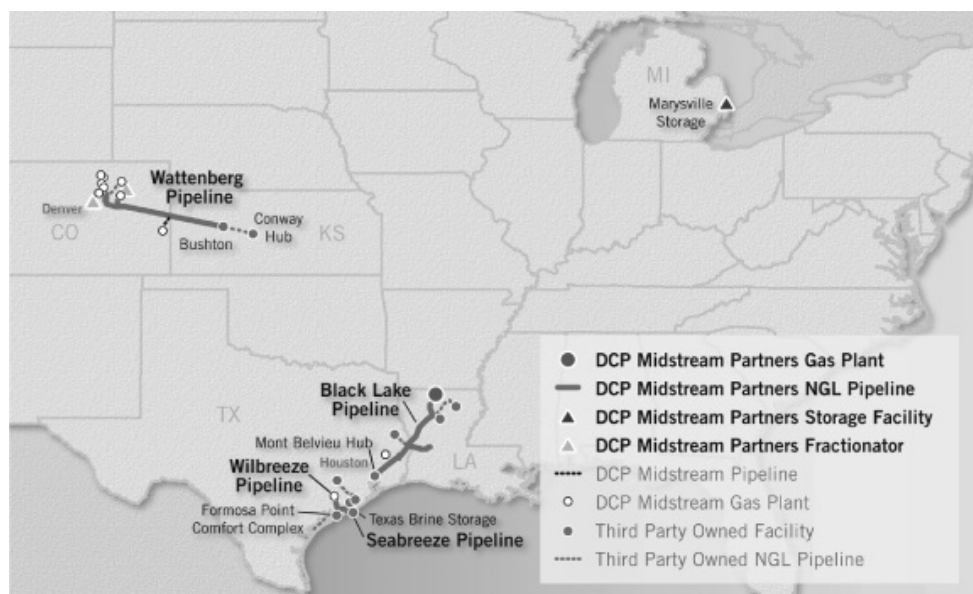 MI
Marysville
Storage
Wattenberg
Pipeline
Denver
CO
Conway
Hub
KS
Bushton
Black Lake
Pipeline
TX
Mont Belvieu Hub
Houston
LA
Wilbreeze
Pipeline
Formosa Point
Comfort Complex
Texas Brine Storage
Seabreeze Pipeline
DCP Midstream Partners Gas Plant
DCP Midstream Partners NGL Pipeline
DCP Midstream Partners Storage Facility
DCP Midstream Partners Fractionator
DCP Midstream Pipeline
DCP Midstream Gas Plant
Third Party Owned Facility
Third Party Owned NGL Pipeline